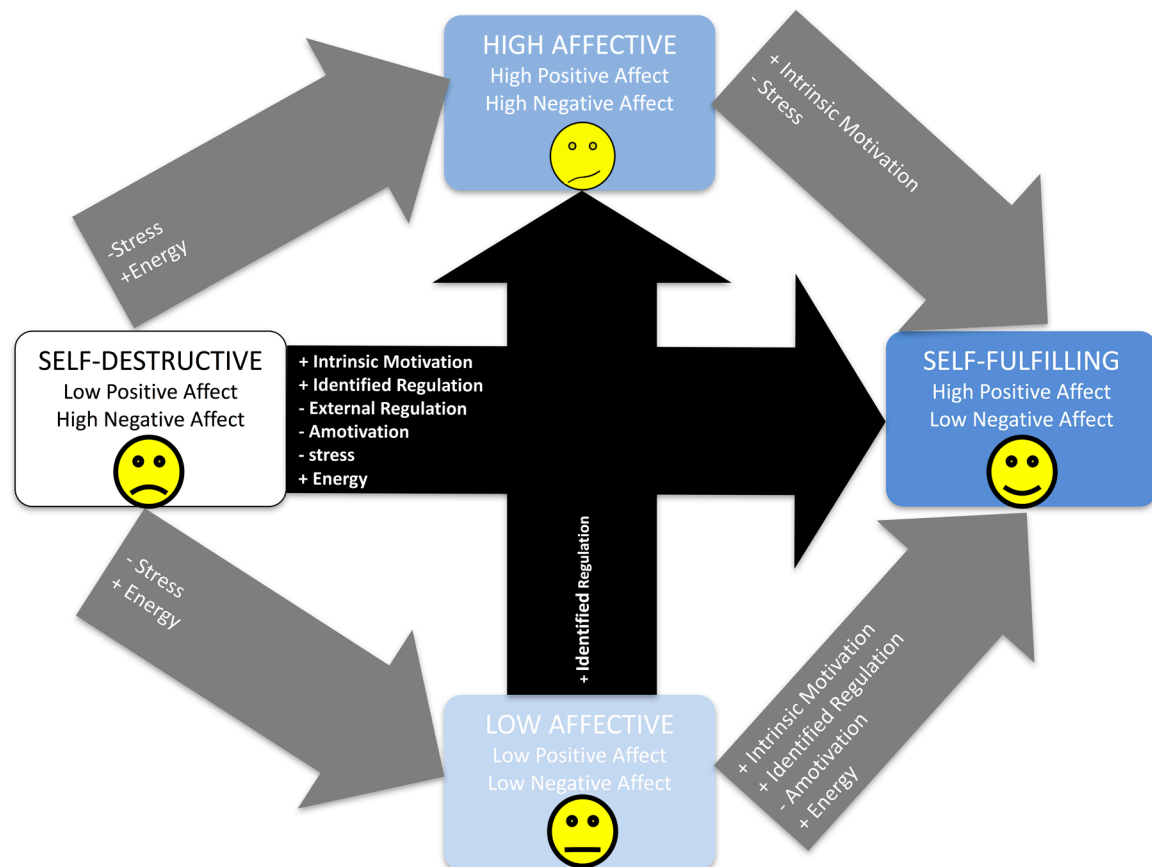 HIGH AFFECTIVE
High Positive Affect
High Negative Affect
+ Intrinsic Motivation
- Stress
-Stress
+Energy
SELF-DESTRUCTIVE
Low Positive Affect
High Negative Affect
+ Intrinsic Motivation
+ Identified Regulation
- External Regulation
- Amotivation
- stress
+ Energy
SELF-FULFILLING
High Positive Affect
Low Negative Affect
- Stress
+ Energy
+ Identified Regulation
+ Intrinsic Motivation
+ Identified Regulation
- Amotivation
+ Energy
LOW AFFECTIVE
Low Positive Affect
Low Negative Affect